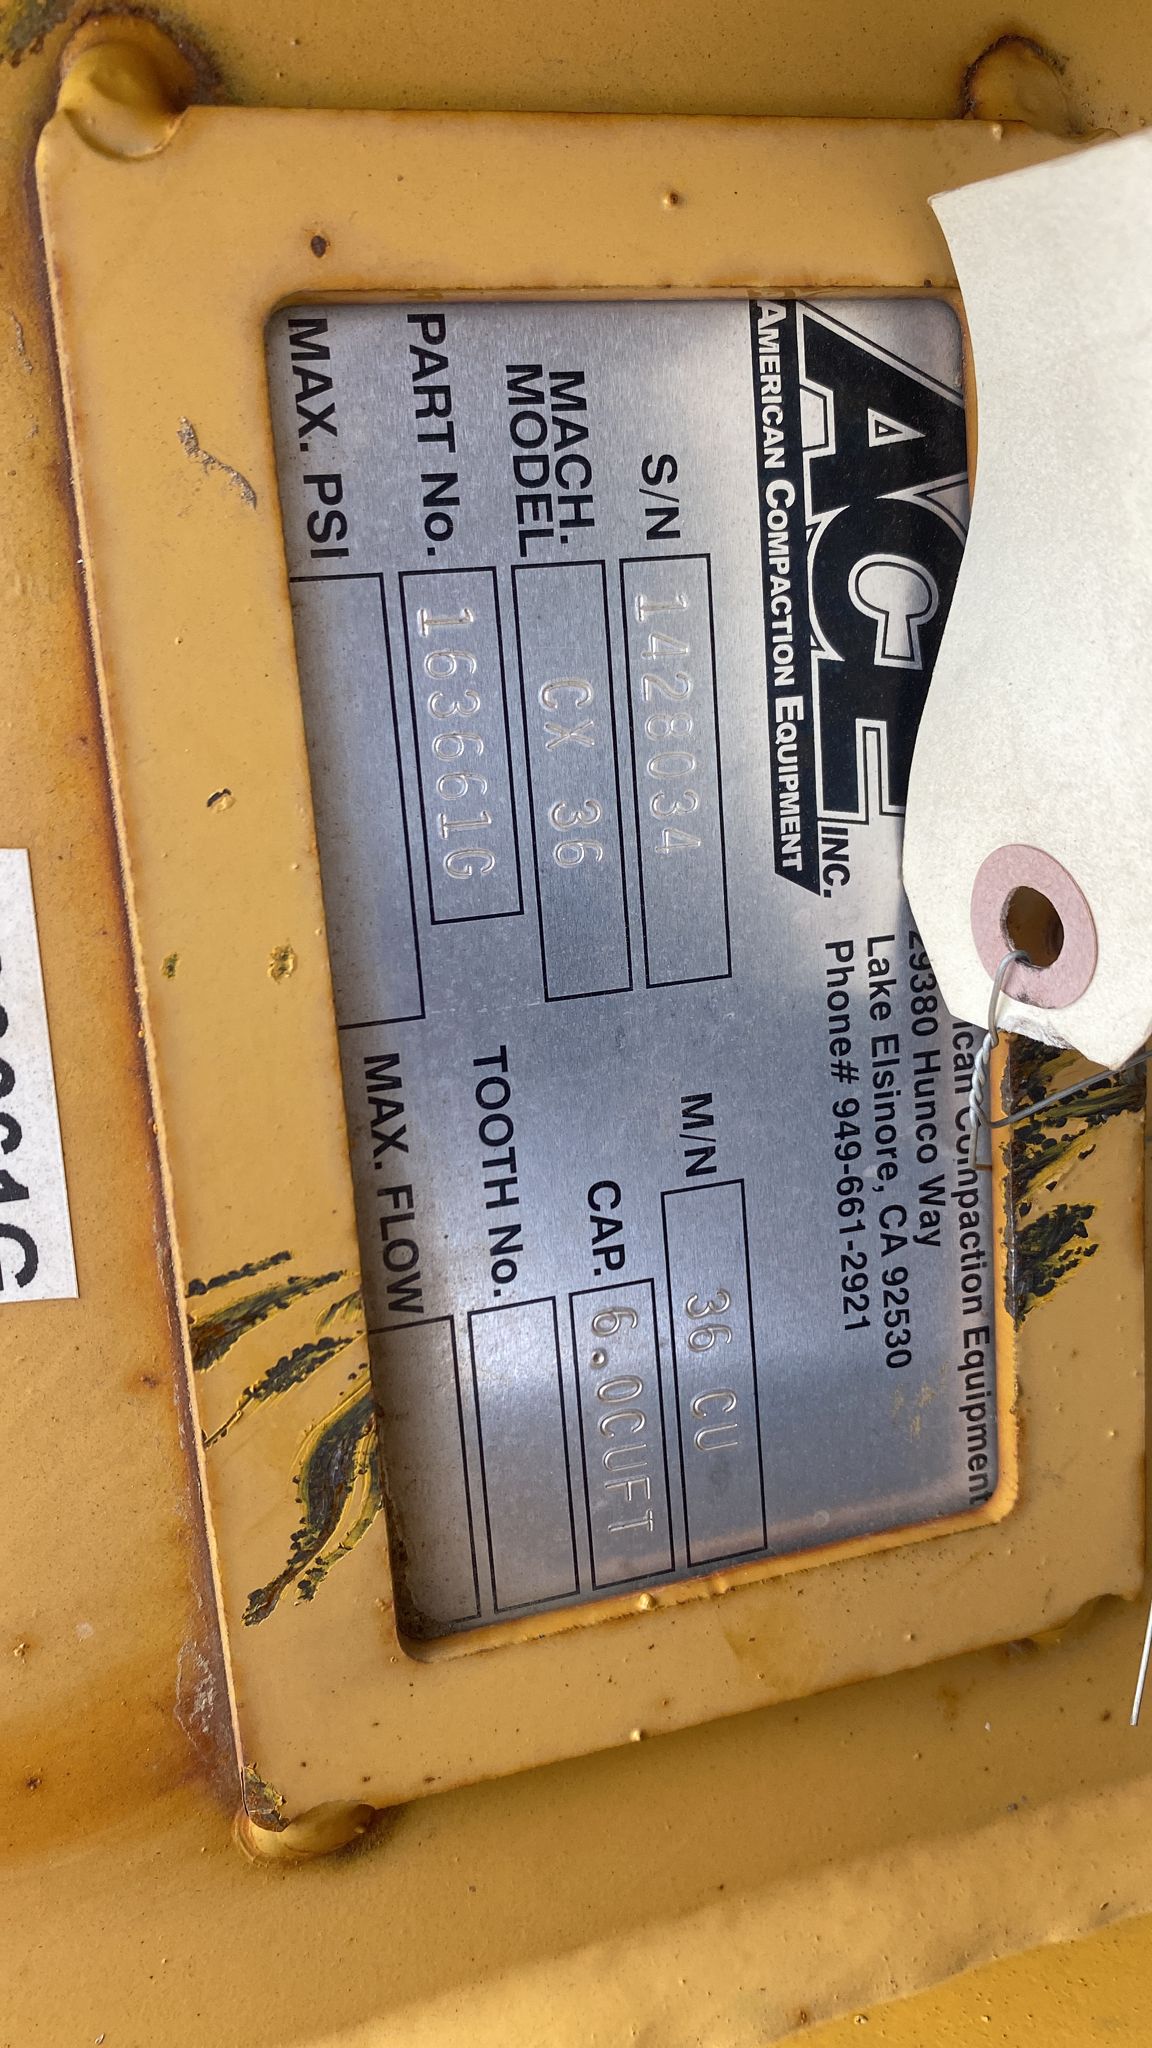 ACE INC.
AMERICAN COMPACTION EQUIPMENT
ican Compaction Equipment
29380 Hunco Way
Lake Elsinore, CA 92530
Phone# 949-661-2921
S/N 1428034 M/N 36 CU
MACH. MODEL CX 36 CAP. 6.0CUFT
PART No. 163661G TOOTH No.
MAX. PSI MAX. FLOW